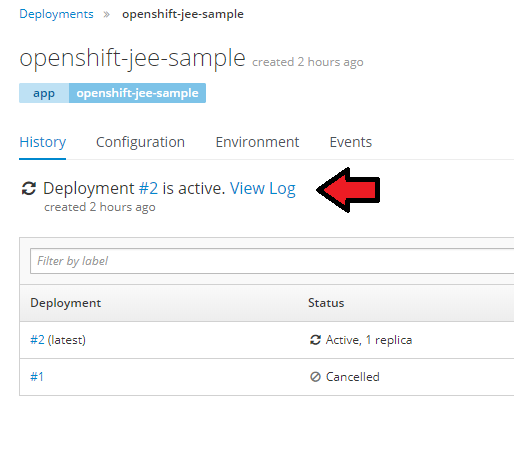 Deployments » openshift-jee-sample
openshift-jee-sample created 2 hours ago
app openshift-jee-sample
History Configuration Environment Events
Deployment #2 is active. View Log
created 2 hours ago
Filter by label
Deployment Status
#2 (latest) Active, 1 replica
#1 Cancelled